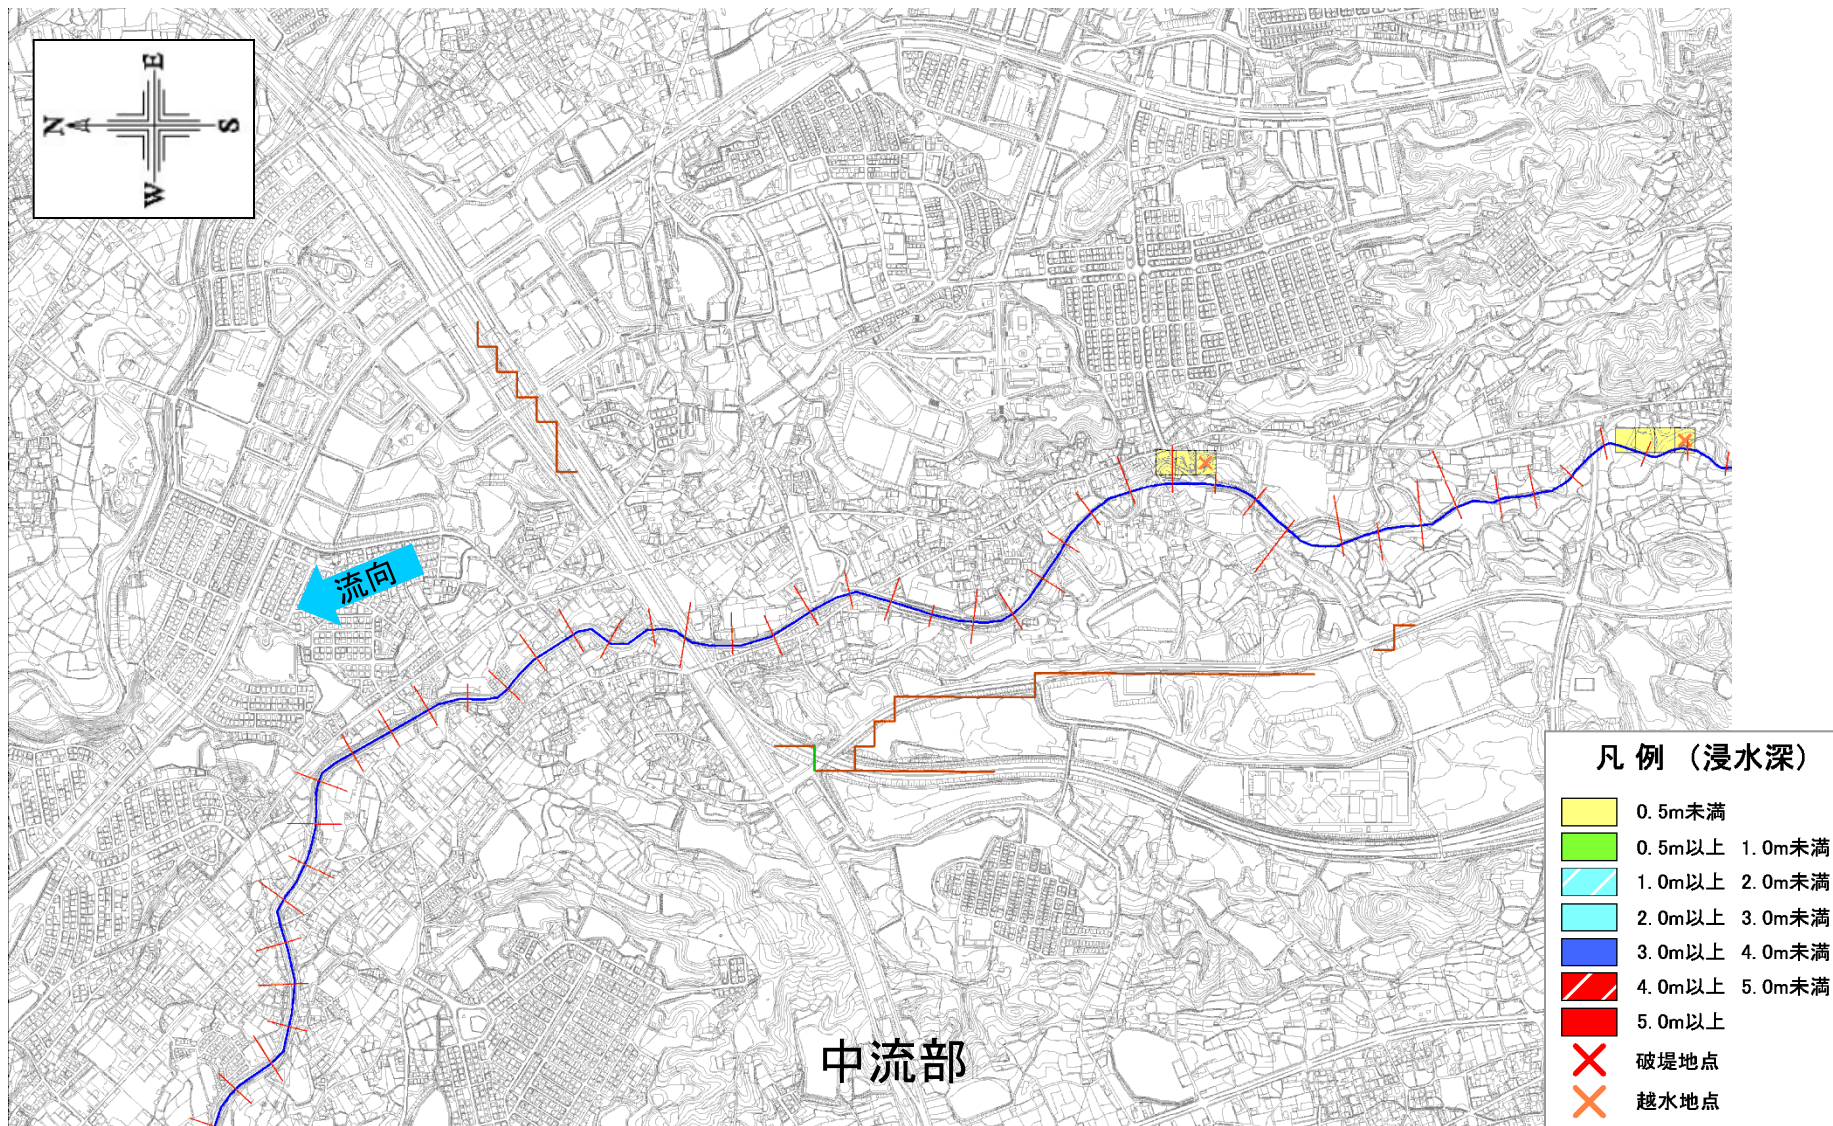 E
N
S
W
流向
中流部
凡例（浸水深）
0.5m未満
0.5m以上 1.0m未満
1.0m以上 2.0m未満
2.0m以上 3.0m未満
3.0m以上 4.0m未満
4.0m以上 5.0m未満
5.0m以上
破堤地点
越水地点